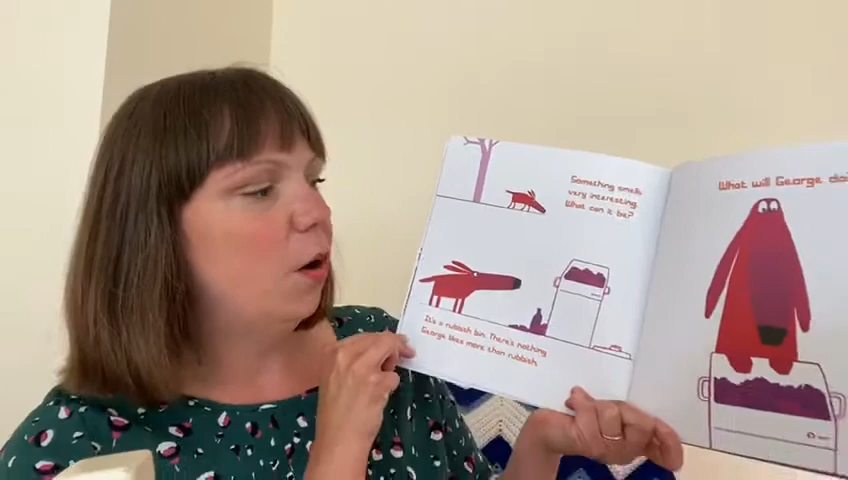 Something smells
very interesting.
What can it be?
It's a rubbish bin. There's nothing
George likes more than rubbish.
What will George do?